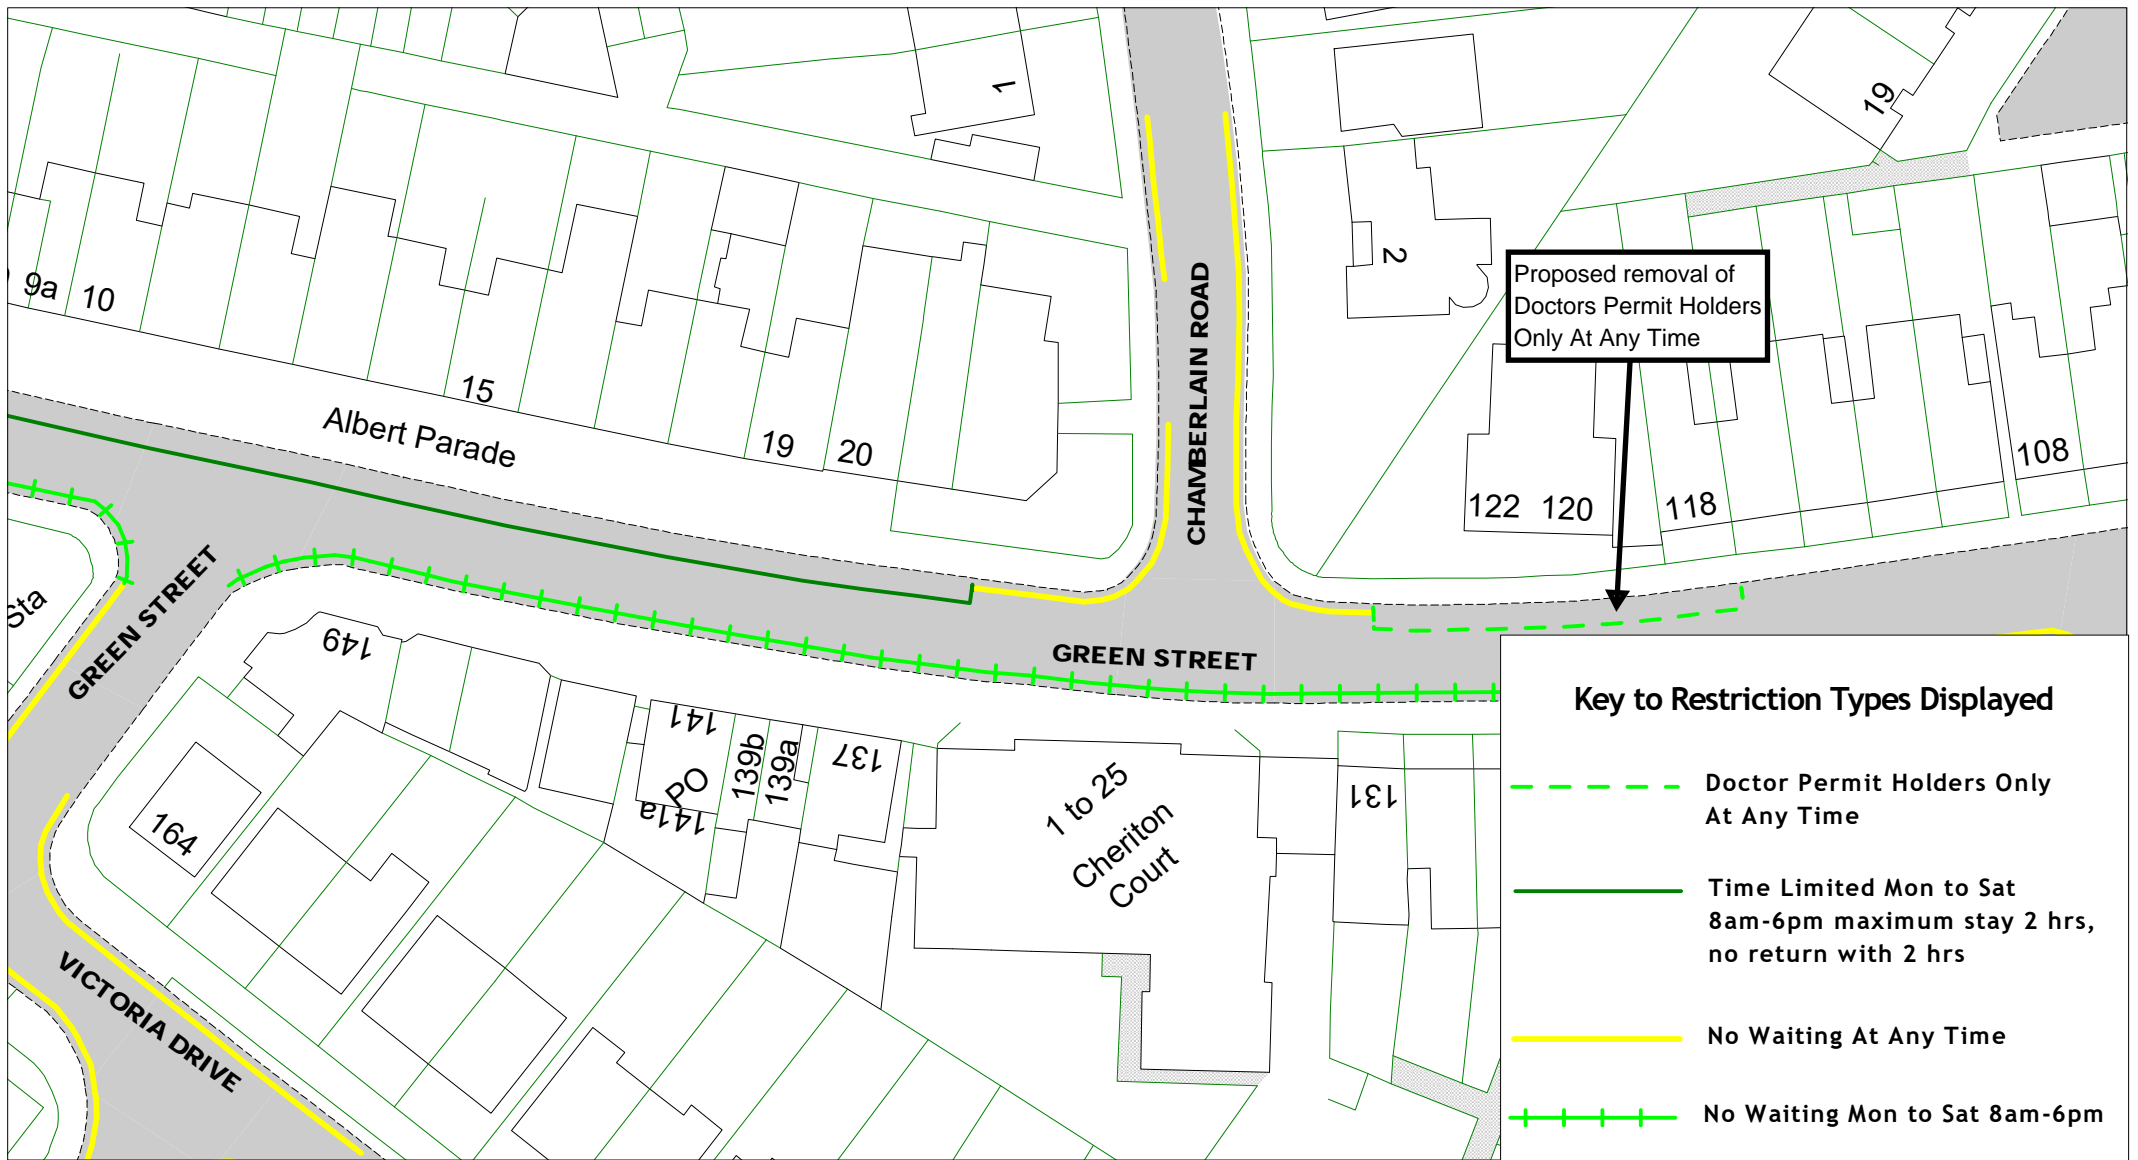 1
19
2
Proposed removal of
Doctors Permit Holders
Only At Any Time
9a
10
15
Albert Parade
19
20
CHAMBERLAIN ROAD
122
120
118
108
Sta
GREEN STREET
149
GREEN STREET
141
PO
141a
139b
139a
137
164
1 to 25
Cheriton
Court
131
VICTORIA DRIVE
Key to Restriction Types Displayed
Doctor Permit Holders Only
At Any Time
Time Limited Mon to Sat
8am-6pm maximum stay 2 hrs,
no return with 2 hrs
No Waiting At Any Time
No Waiting Mon to Sat 8am-6pm